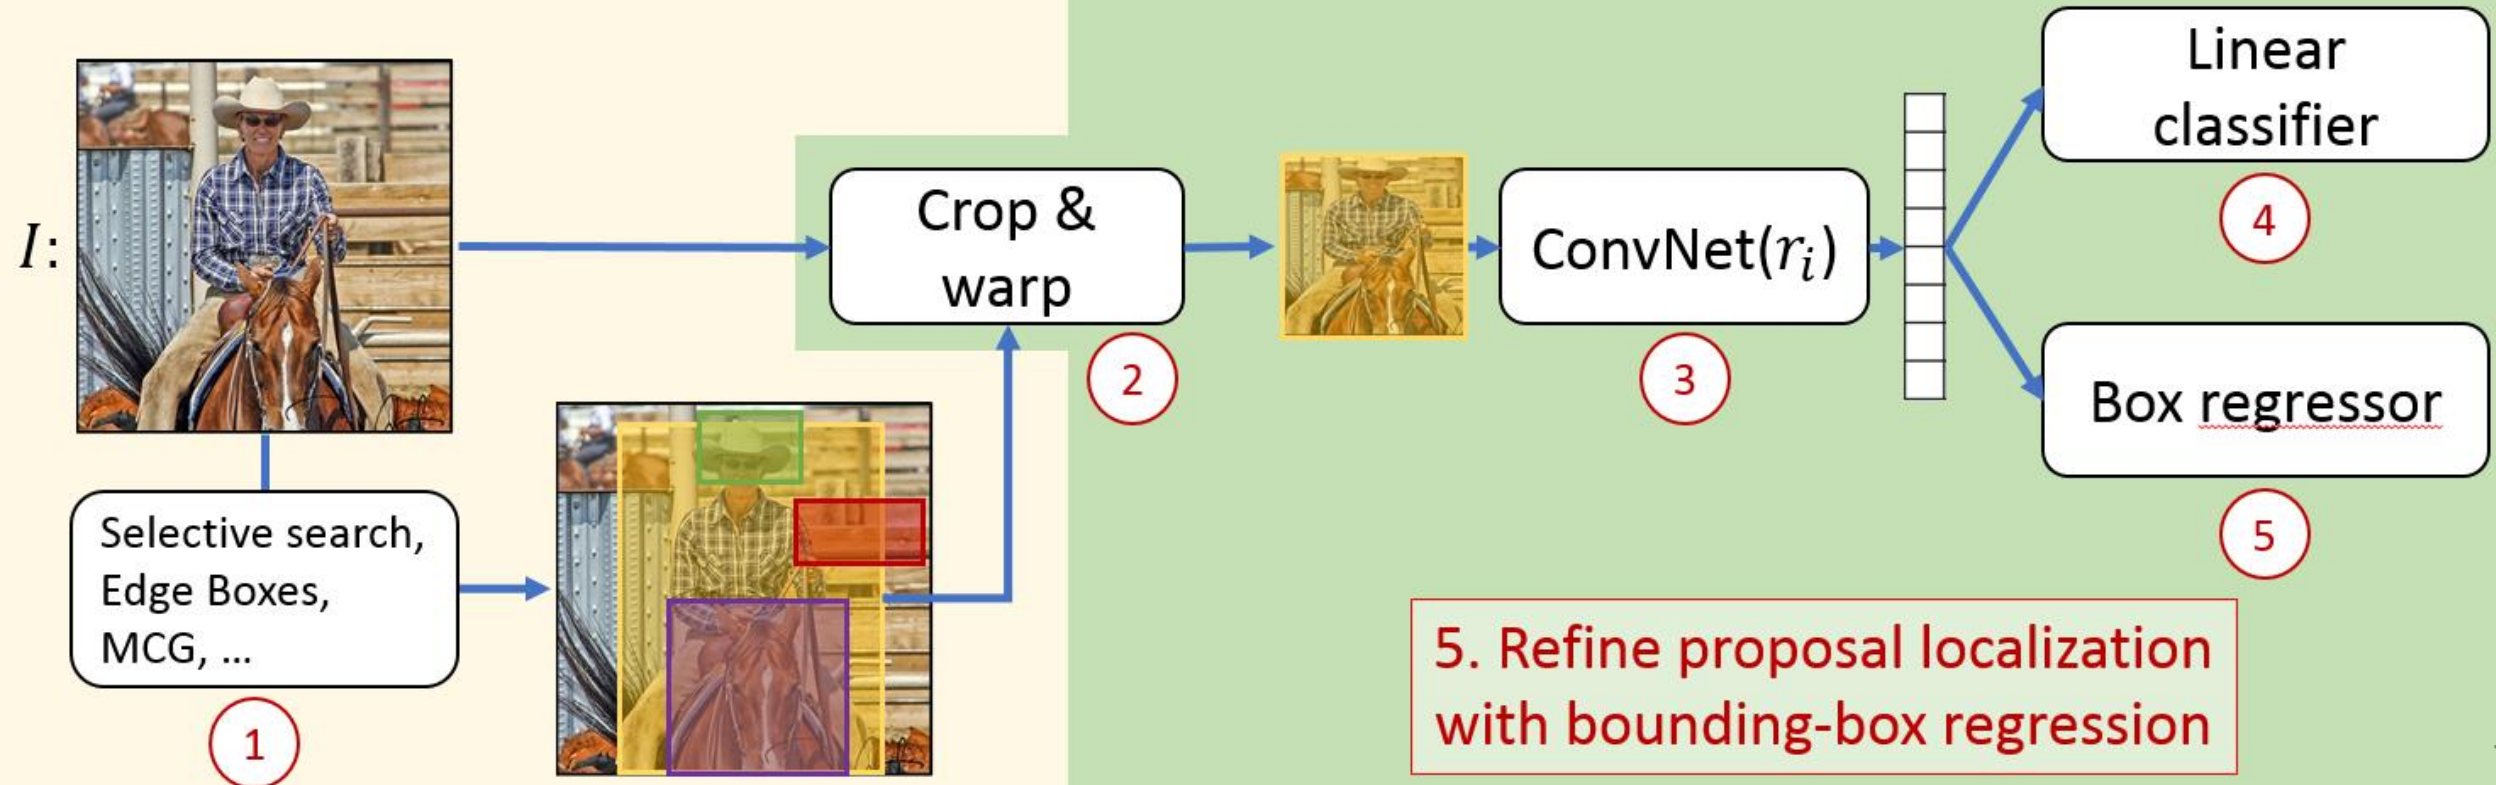 I:
Selective search,
Edge Boxes,
MCG, ...
1
Crop &
warp
2
ConvNet(rᵢ)
3
Linear
classifier
4
Box regressor
5
5. Refine proposal localization
with bounding-box regression